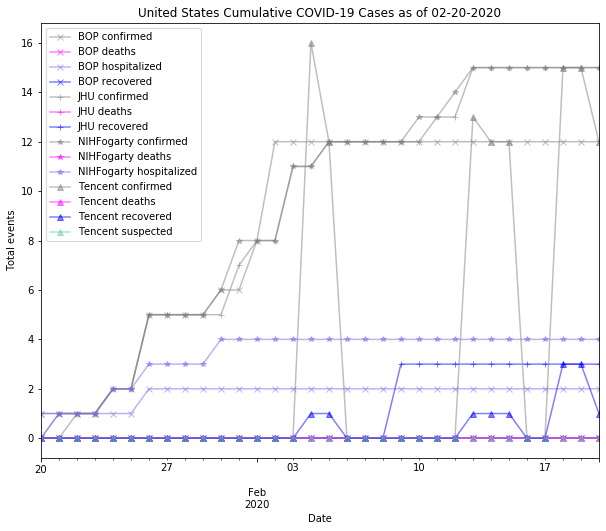 United States Cumulative COVID-19 Cases as of 02-20-2020
BOP confirmed
BOP deaths
BOP hospitalized
BOP recovered
JHU confirmed
JHU deaths
JHU recovered
NIHFogarty confirmed
NIHFogarty deaths
NIHFogarty hospitalized
Tencent confirmed
Tencent deaths
Tencent recovered
Tencent suspected
Total events
16
14
12
10
8
6
4
2
0
20 27 03 10 17
Feb
2020
Date